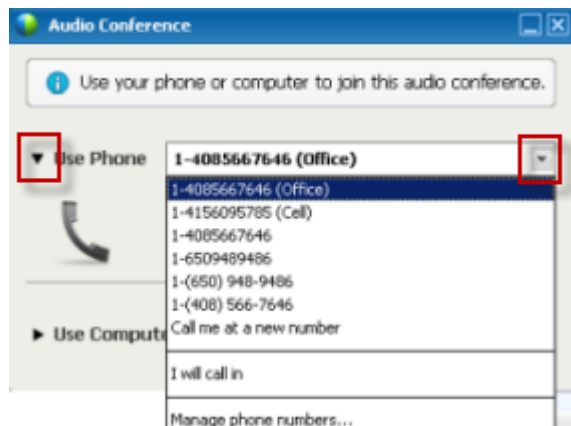 Audio Conference
Use your phone or computer to join this audio conference.
Use Phone
1-4085667646 (Office)
1-4085667646 (Office)
1-4156095785 (Cell)
1-4085667646
1-6509489486
1-(650) 948-9486
1-(408) 566-7646
Call me at a new number
Use Compute
I will call in
Manage phone numbers...